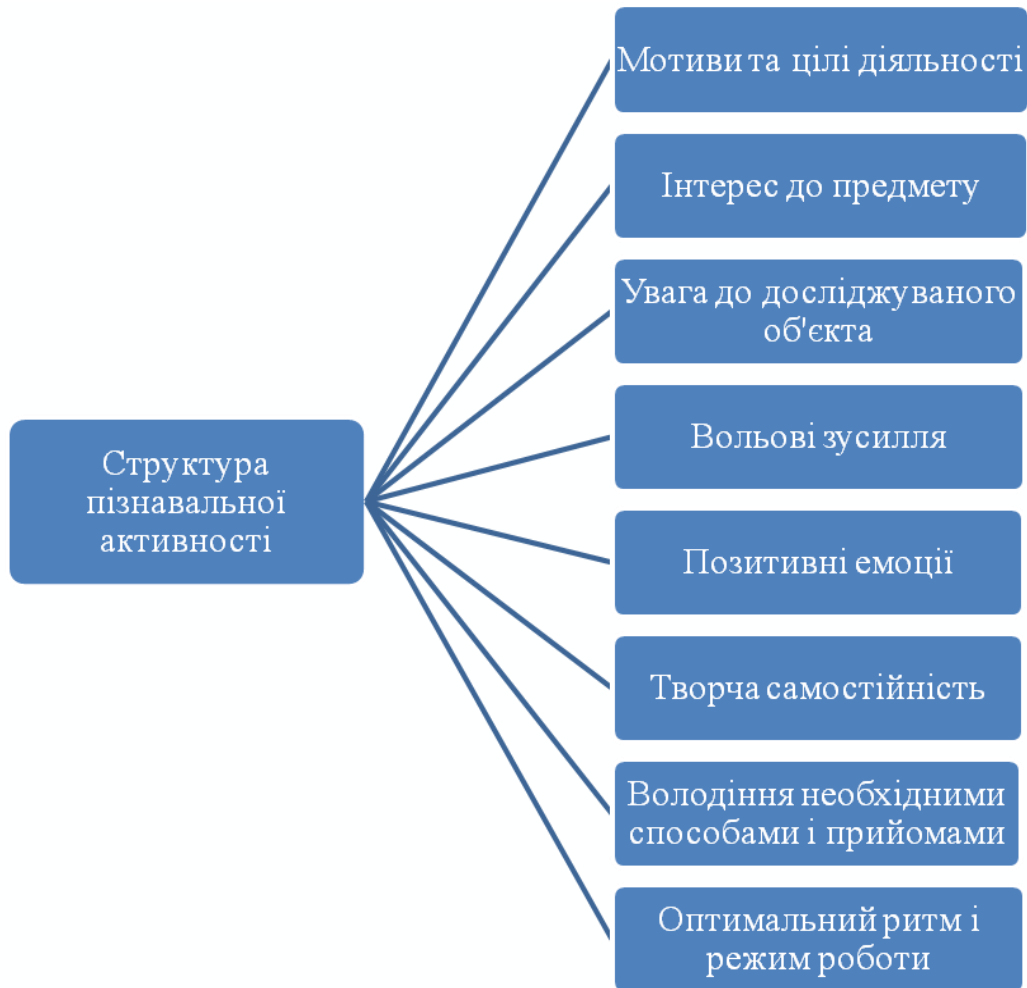 Структура
пізнавальної
активності
Мотиви та цілі діяльності
Інтерес до предмету
Увага до досліджуваного
об'єкта
Вольові зусилля
Позитивні емоції
Творча самостійність
Володіння необхідними
способами і прийомами
Оптимальний ритм і
режим роботи